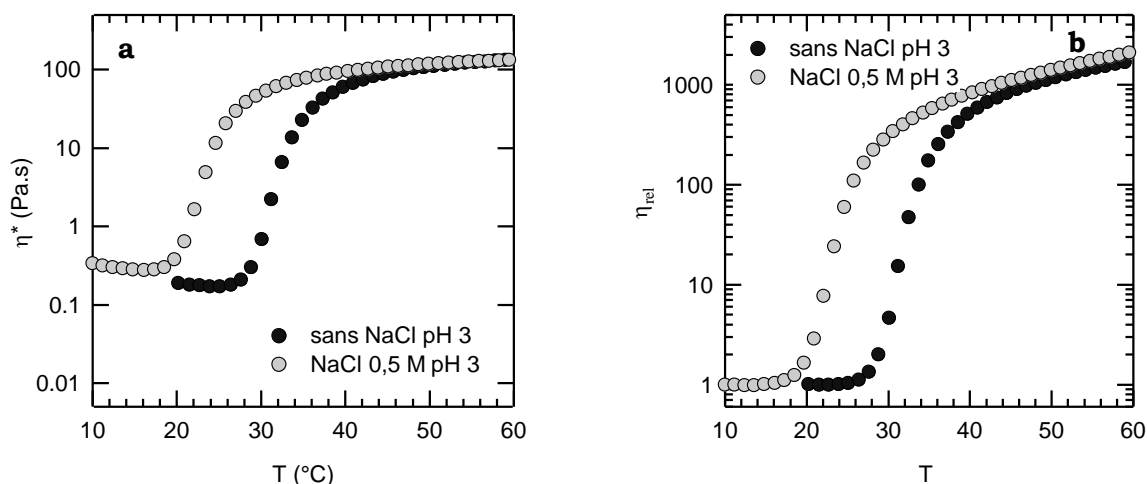 a
100
10
1
0.1
0.01
η* (Pa.s)
sans NaCl pH 3
NaCl 0,5 M pH 3
10 20 30 40 50 60
T (°C)
b
sans NaCl pH 3
NaCl 0,5 M pH 3
1000
100
10
1
ηrel
10 20 30 40 50 60
T